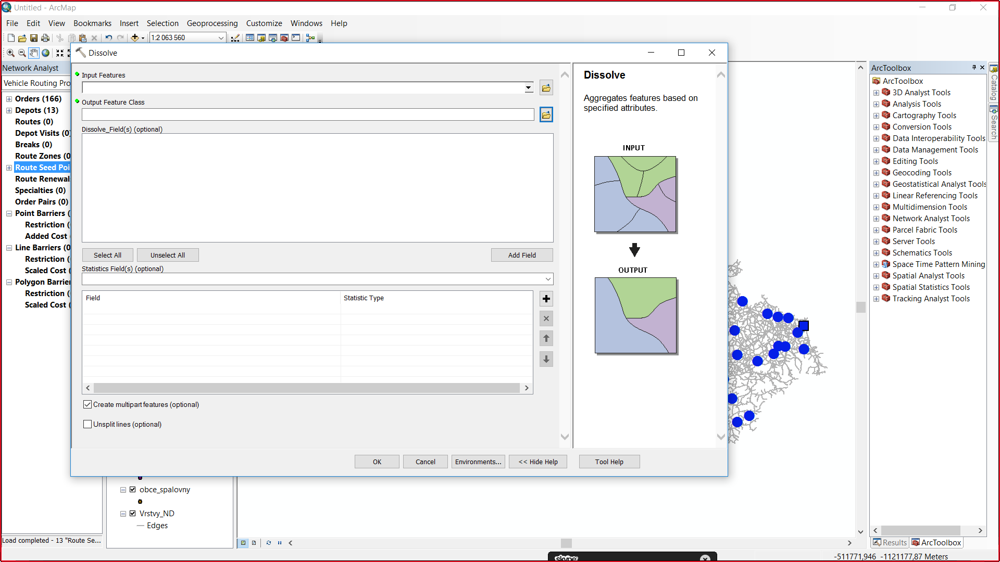 Untitled - ArcMap
File Edit View Bookmarks Insert Selection Geoprocessing Customize Windows Help
1:2 063 560
Dissolve
Network Analyst
Vehicle Routing Pro
Orders (166)
Depots (13)
Routes (0)
Depot Visits (0)
Breaks (0)
Route Zones (0
Route Seed Poi
Route Renewal
Specialties (0)
Order Pairs (0)
Point Barriers (
Restriction (
Added Cost
Line Barriers (0
Restriction (
Scaled Cost (
Polygon Barrie
Restriction (
Scaled Cost (
Load completed - 13 "Route Se...
Input Features
Output Feature Class
Dissolve_Field(s) (optional)
Select All
Unselect All
Add Field
Statistics Field(s) (optional)
Field
Statistic Type
Create multipart features (optional)
Unsplit lines (optional)
OK
Cancel
Environments...
<< Hide Help
Tool Help
Dissolve
Aggregates features based on
specified attributes.
INPUT
OUTPUT
obce_spalovny
Vrstvy_ND
Edges
ArcToolbox
ArcToolbox
3D Analyst Tools
Analysis Tools
Cartography Tools
Conversion Tools
Data Interoperability Tools
Data Management Tools
Editing Tools
Geocoding Tools
Geostatistical Analyst Tools
Linear Referencing Tools
Multidimension Tools
Network Analyst Tools
Parcel Fabric Tools
Server Tools
Schematics Tools
Space Time Pattern Mining
Spatial Analyst Tools
Spatial Statistics Tools
Tracking Analyst Tools
Catalog
Search
Results
ArcToolbox
skype
-511771,946 -1121177,87 Meters